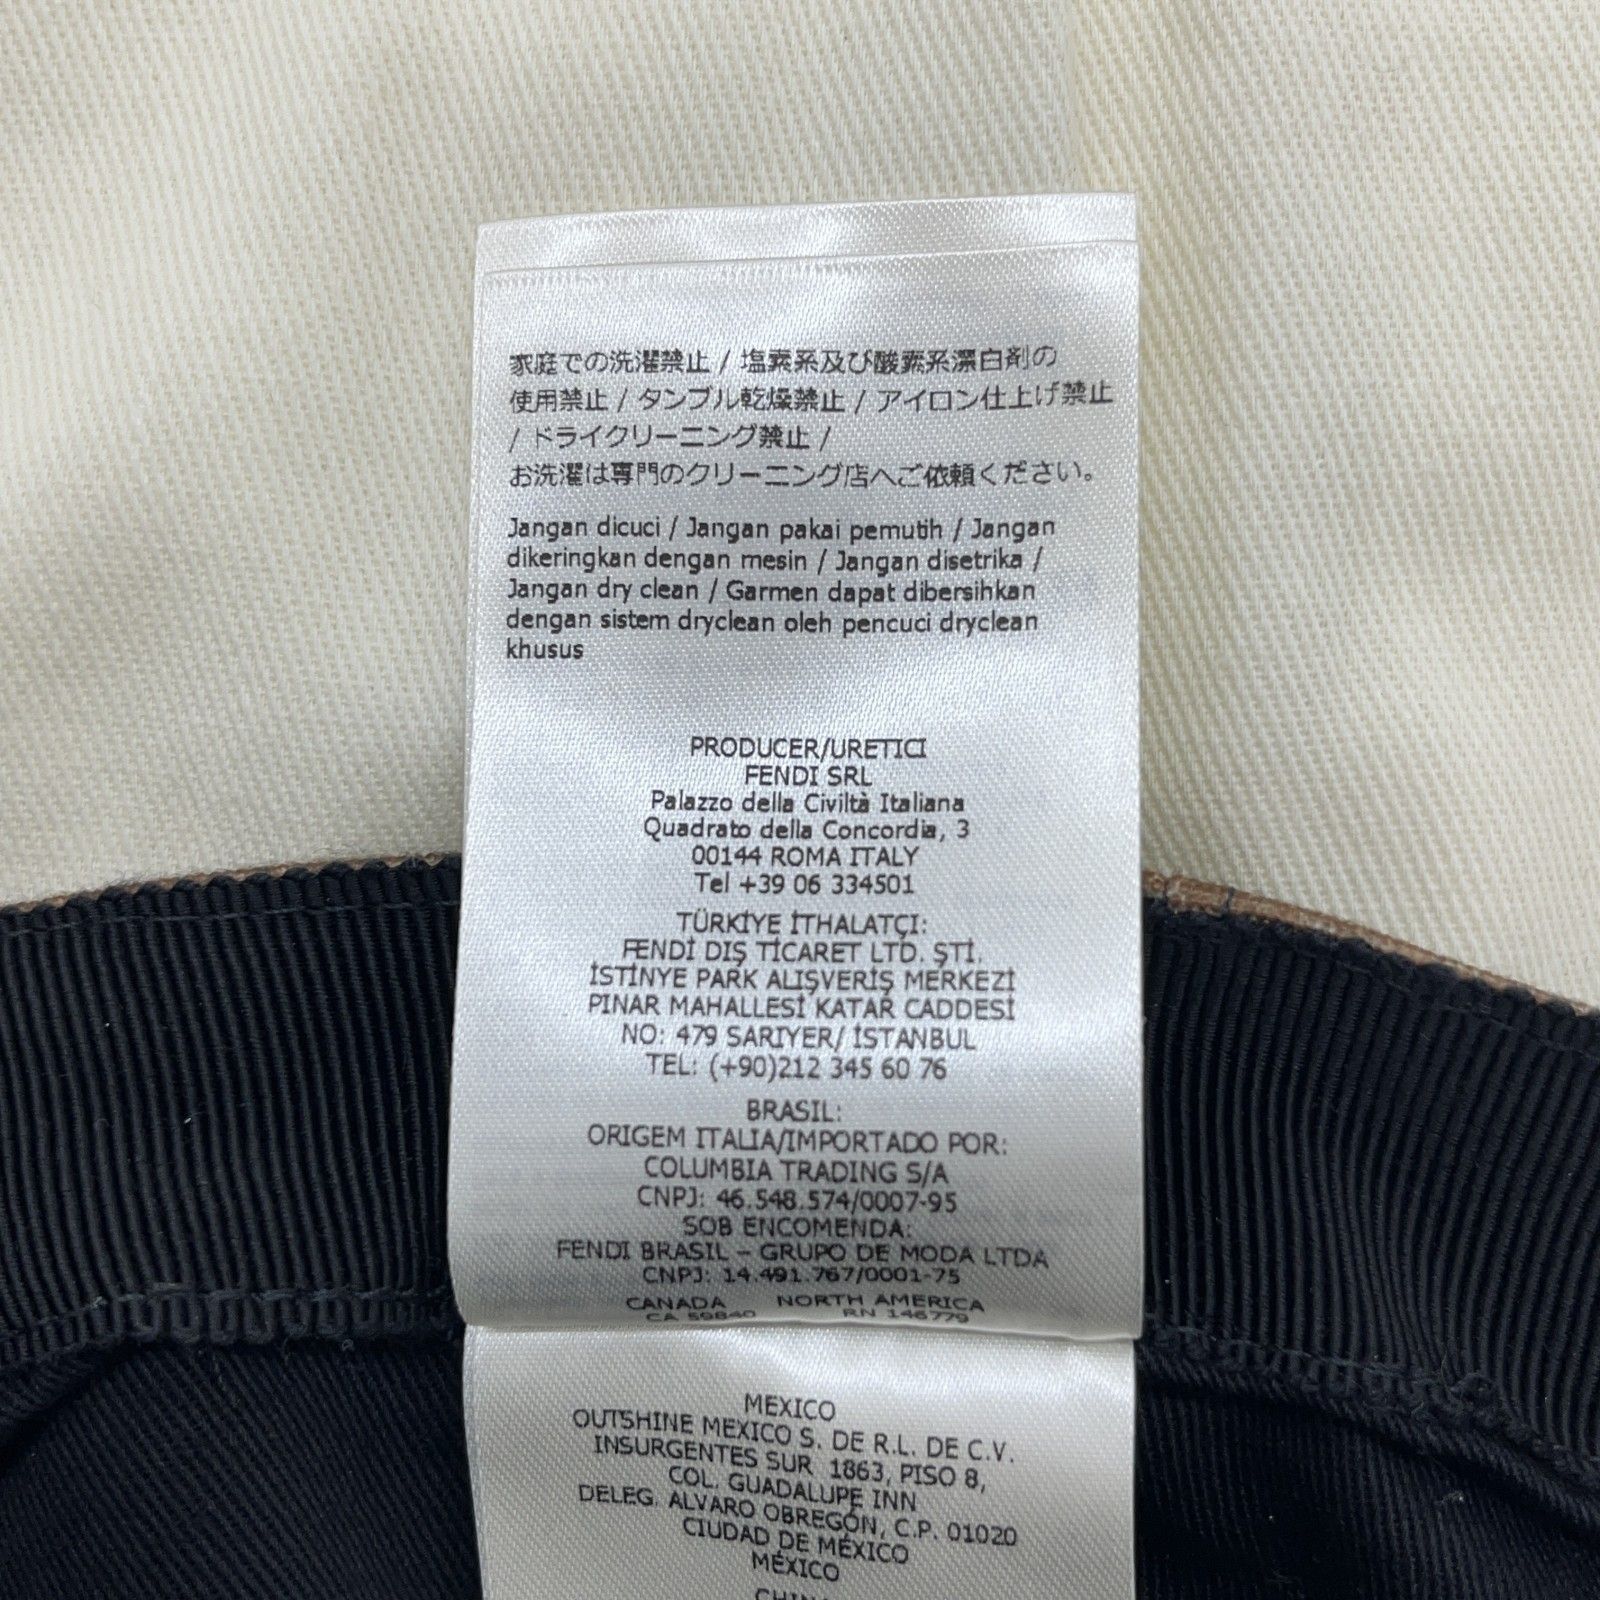 家庭での洗濯禁止 / 塩素系及び酸素系漂白剤の
使用禁止 / タンブル乾燥禁止 / アイロン仕上げ禁止
/ ドライクリーニング禁止 /
お洗濯は専門のクリーニング店へご依頼ください。
Jangan dicuci / Jangan pakai pemutih / Jangan
dikeringkan dengan mesin / Jangan disetrika /
Jangan dry clean / Garmen dapat dibersihkan
dengan sistem dryclean oleh pencuci dryclean
khusus
PRODUCER/URETICI
FENDI SRL
Palazzo della Civiltà Italiana
Quadrato della Concordia, 3
00144 ROMA ITALY
Tel +39 06 334501
TÜRKİYE İTHALATÇI:
FENDİ DIŞ TİCARET LTD. ŞTİ.
İSTİNYE PARK ALIŞVERİŞ MERKEZİ
PINAR MAHALLESİ KATAR CADDESİ
NO: 479 SARIYER/ İSTANBUL
TEL: (+90)212 345 60 76
BRASIL:
ORIGEM ITALIA/IMPORTADO POR:
COLUMBIA TRADING S/A
CNPJ: 46.548.574/0007-95
SOB ENCOMENDA:
FENDI BRASIL – GRUPO DE MODA LTDA
CNPJ: 14.491.767/0001-75
CANADA NORTH AMERICA
CA 59840 RN 146779
MEXICO
OUTSHINE MEXICO S. DE R.L. DE C.V.
INSURGENTES SUR 1863, PISO 8,
COL. GUADALUPE INN
DELEG. ALVARO OBREGÓN, C.P. 01020
CIUDAD DE MÉXICO
MÉXICO